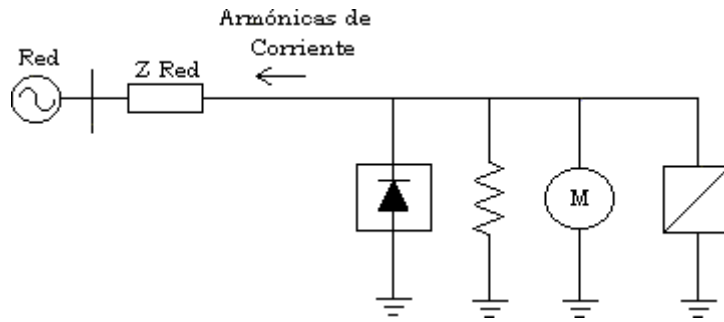 Armónicas de
Corriente
Red
Z Red
M